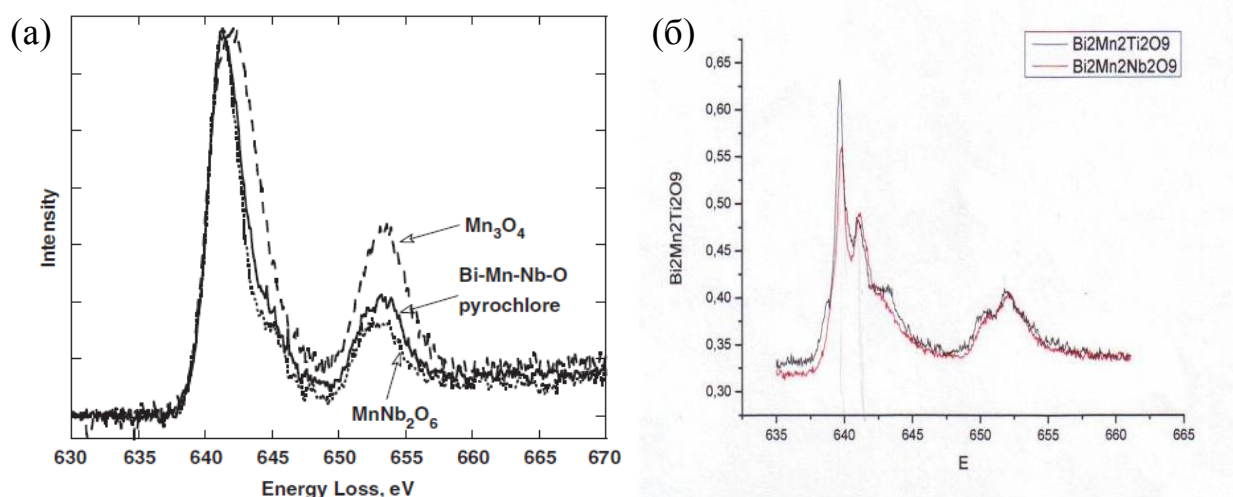 (а)
Intensity
Mn3O4
Bi-Mn-Nb-O
pyrochlore
MnNb2O6
630 640 645 650 655 660 665 670
Energy Loss, eV
(б)
Bi2Mn2Ti2O9
Bi2Mn2Nb2O9
0,65
0,60
0,55
0,50
0,45
0,40
0,35
0,30
Bi2Mn2Ti2O9
635 640 645 650 655 660 665
E